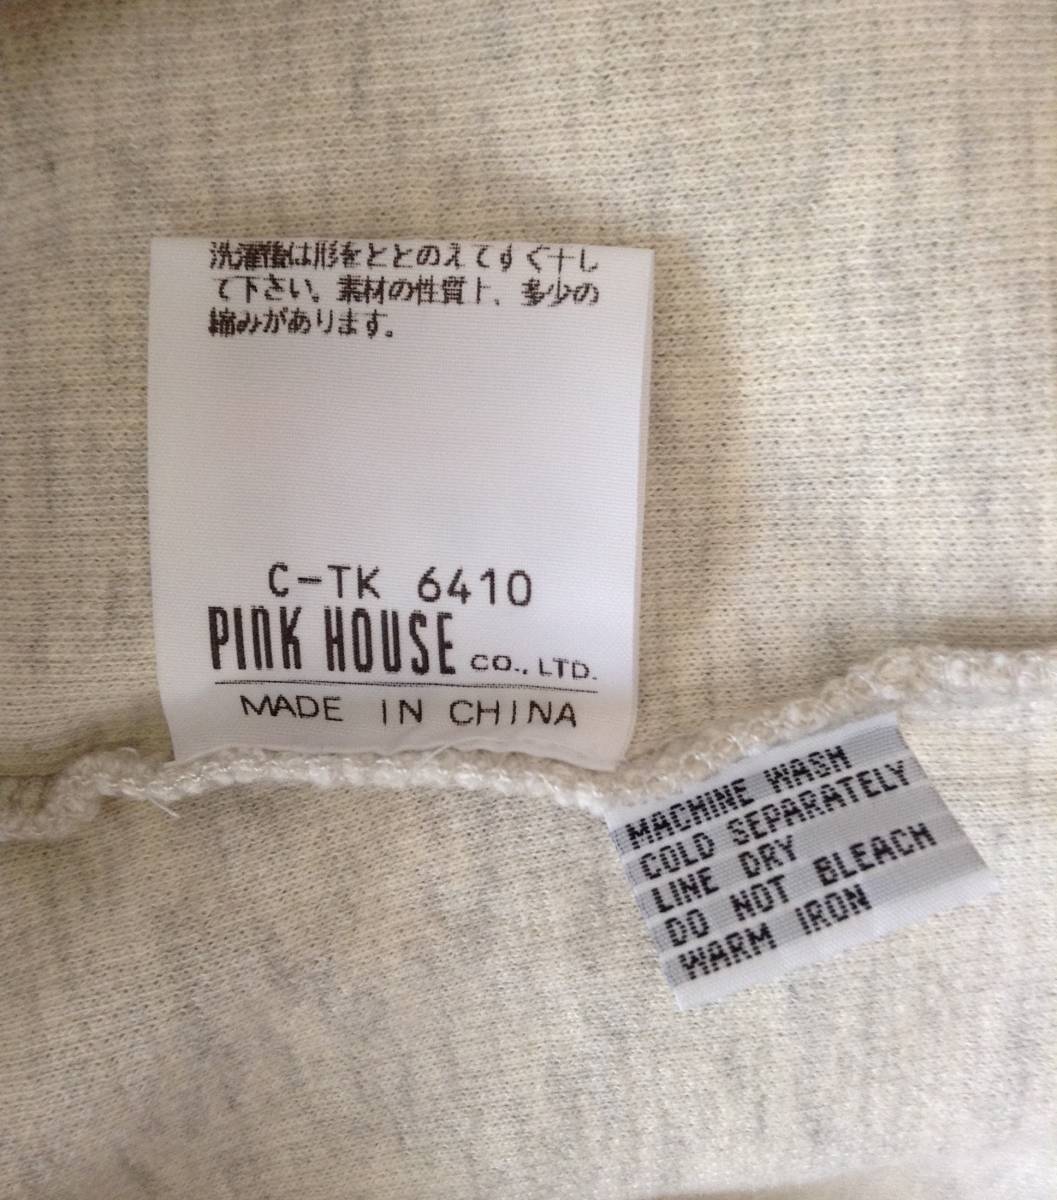 洗濯後は形をととのえてすぐ干し
て下さい。素材の性質上、多少の
縮みがあります。
C-TK 6410
PINK HOUSE CO., LTD.
MADE IN CHINA
MACHINE WASH
COLD SEPARATELY
LINE DRY
DO NOT BLEACH
WARM IRON